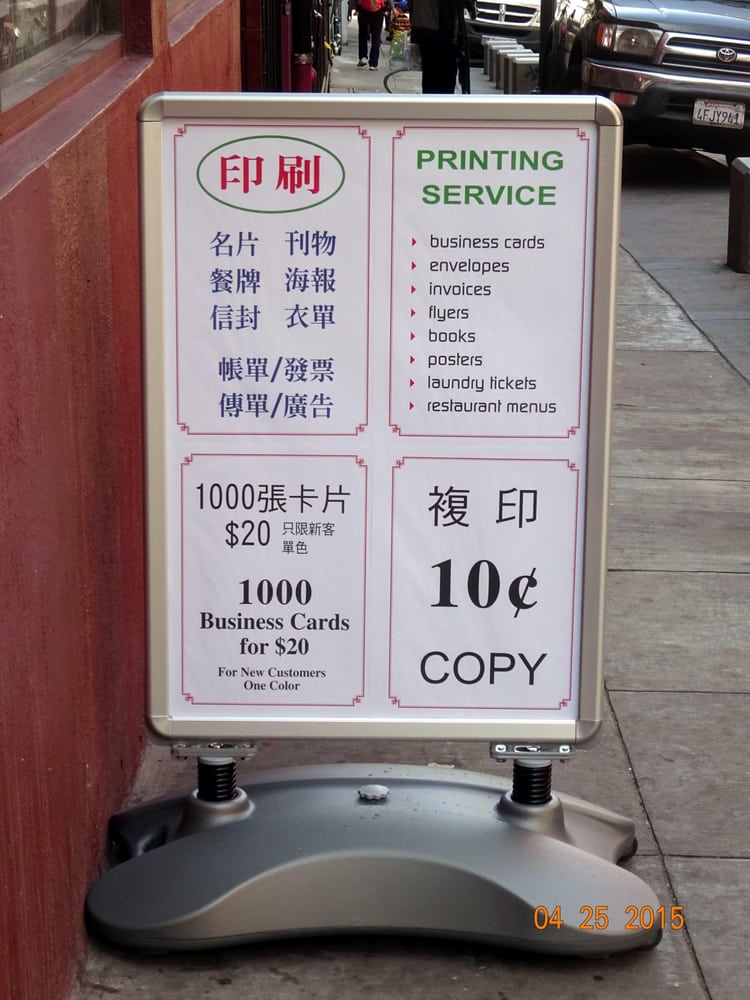 印刷
名片 刊物
餐牌 海報
信封 衣單
帳單/發票
傳單/廣告
PRINTING
SERVICE
business cards
envelopes
invoices
flyers
books
posters
laundry tickets
restaurant menus
1000張卡片
$20 只限新客
單色
1000
Business Cards
for $20
For New Customers
One Color
複印
10¢
COPY
4FJY941
04 25 2015